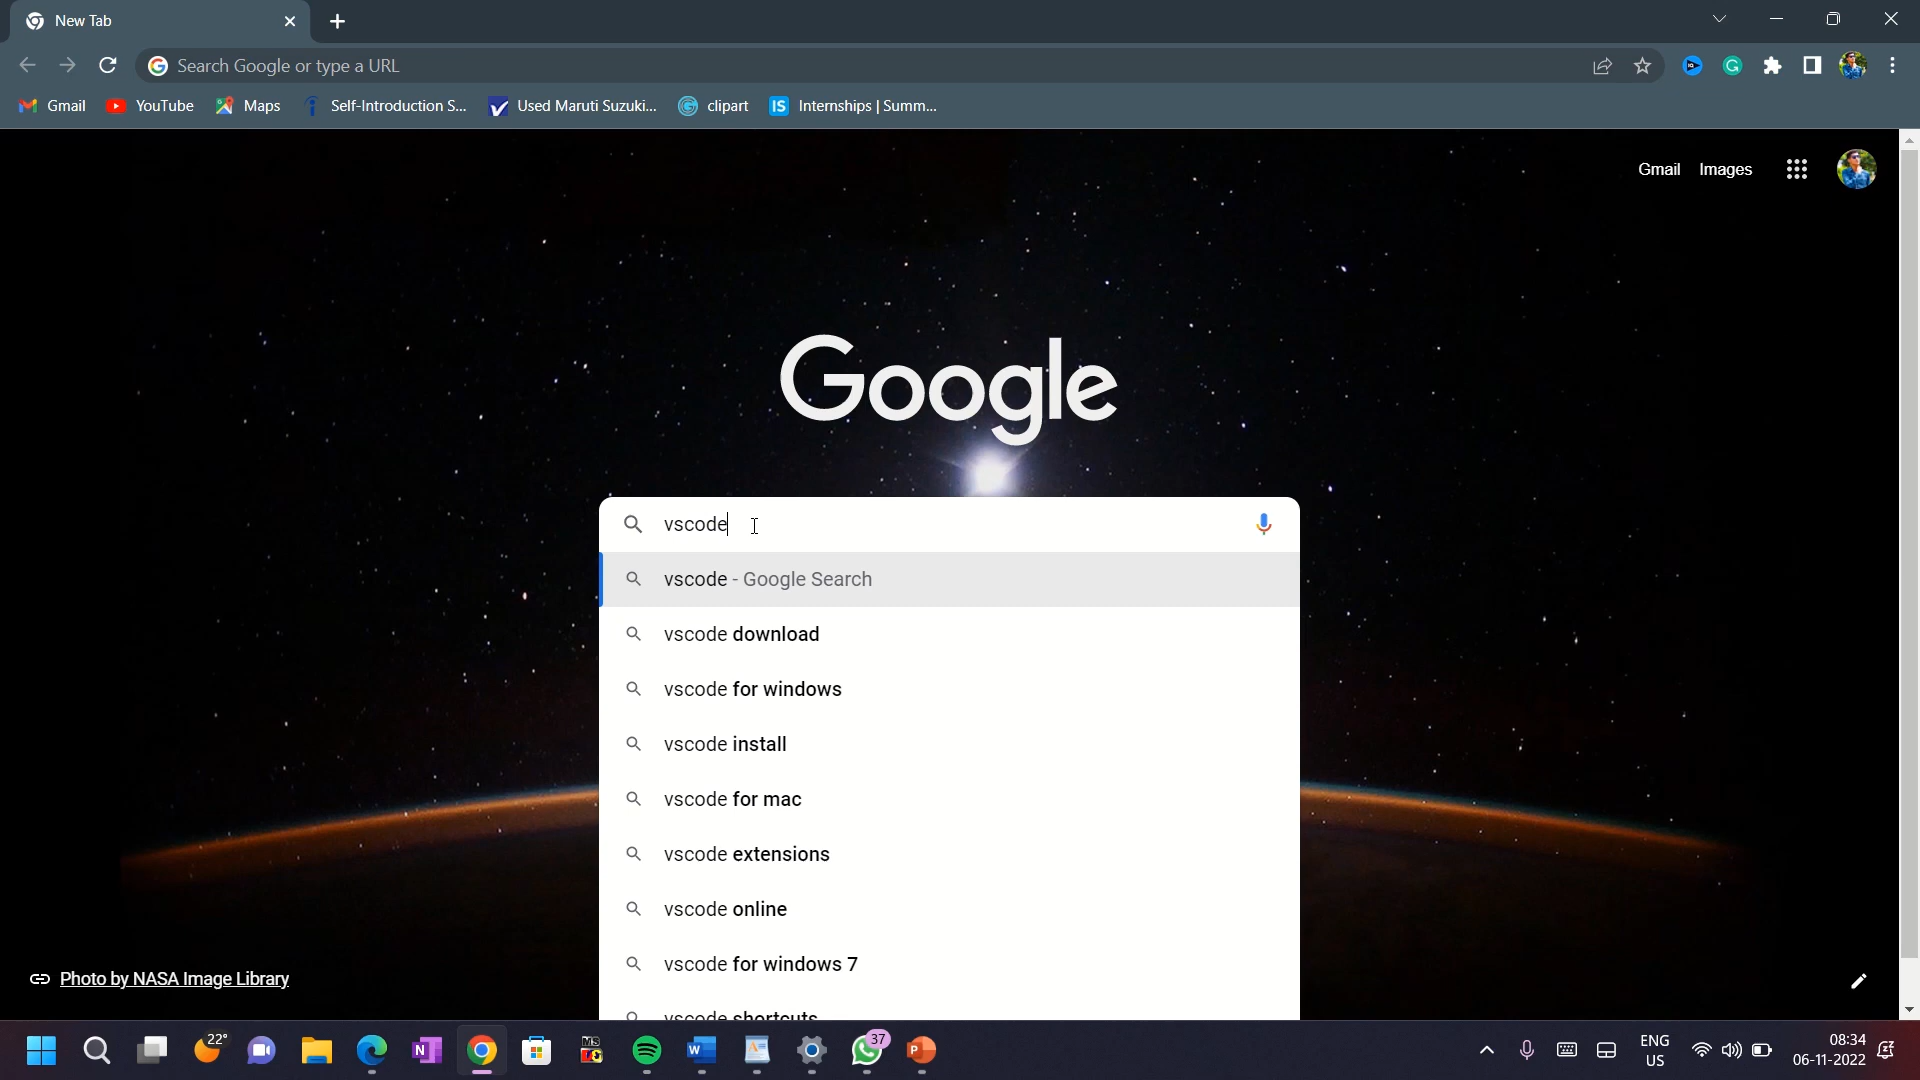 New Tab
Search Google or type a URL
Gmail
YouTube
Maps
Self-Introduction S...
Used Maruti Suzuki...
clipart
IS
Internships | Summ...
Gmail
Images
Google
vscode
vscode - Google Search
vscode download
vscode for windows
vscode install
vscode for mac
vscode extensions
vscode online
vscode for windows 7
vscode shortcuts
Photo by NASA Image Library
22°
37
ENG
US
08:34
06-11-2022